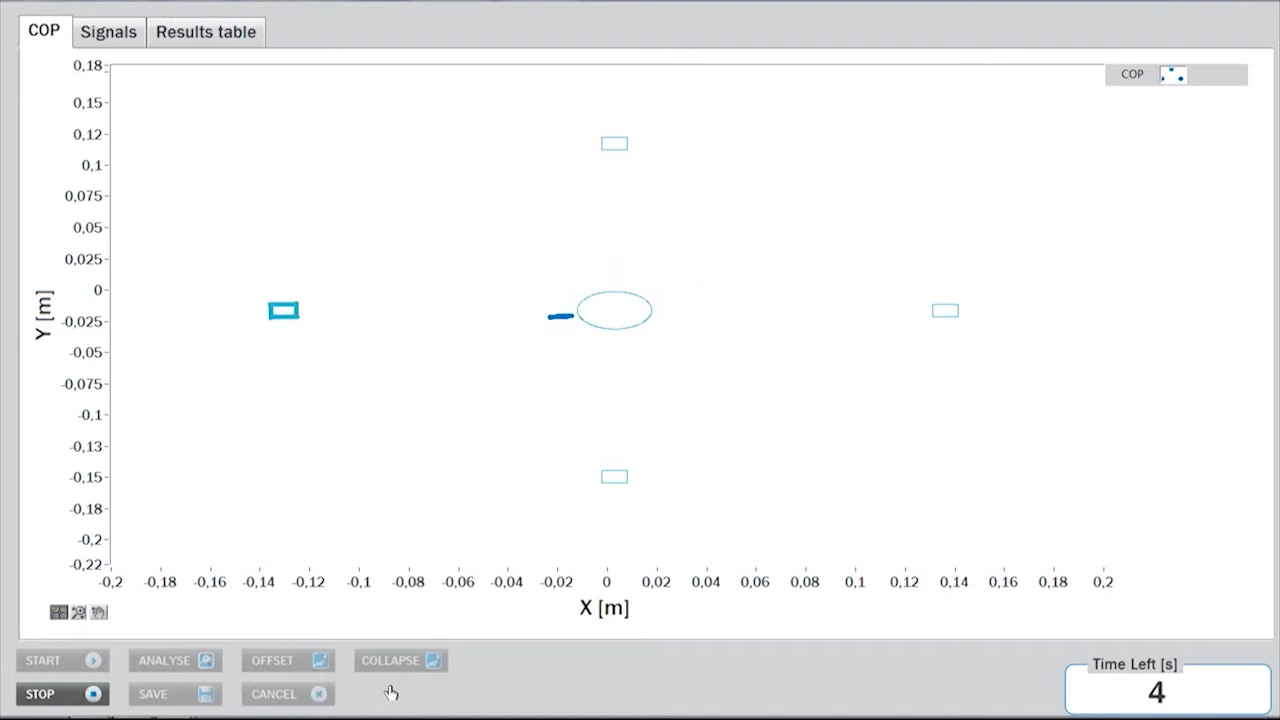 COP Signals Results table
COP
0,18
0,15
0,12
0,1
0,075
0,05
0,025
0
-0,025
-0,05
-0,075
-0,1
-0,13
-0,15
-0,18
-0,2
-0,22
Y [m]
-0,2 -0,18 -0,16 -0,14 -0,12 -0,1 -0,08 -0,06 -0,04 -0,02 0 0,02 0,04 0,06 0,08 0,1 0,12 0,14 0,16 0,18 0,2
X [m]
START ANALYSE OFFSET COLLAPSE
STOP SAVE CANCEL
Time Left [s]
4